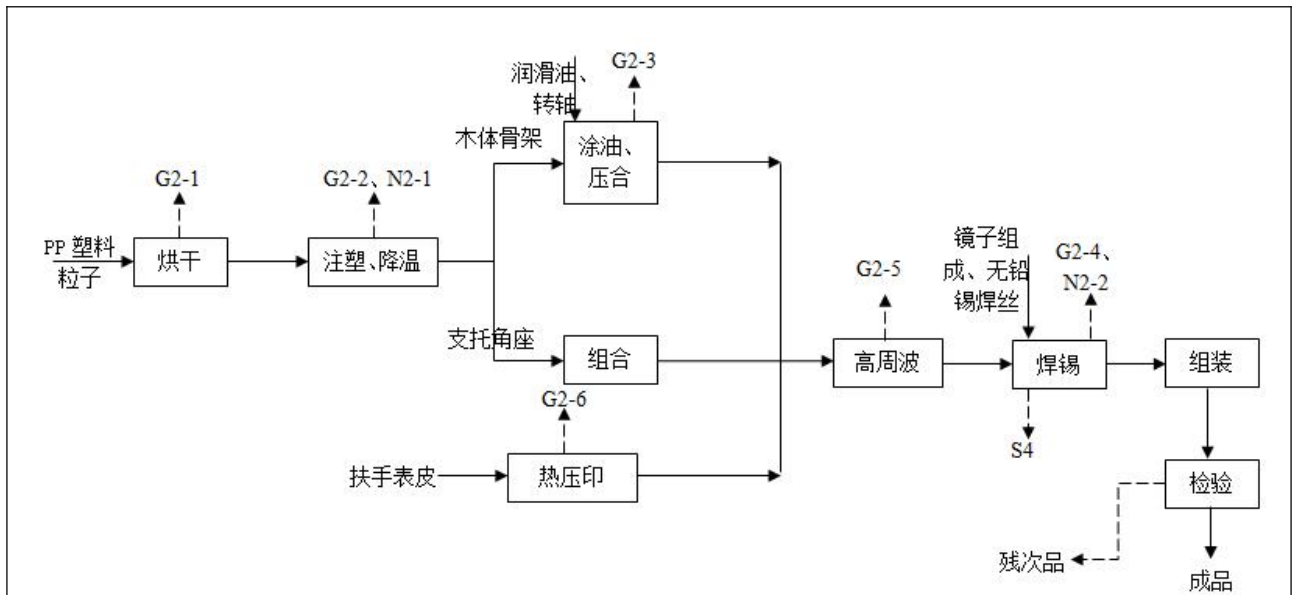 润滑油、
转轴
G2-3
木体骨架
涂油、
压合
G2-1
G2-2、N2-1
PP 塑料
粒子
烘干
注塑、降温
镜子组
成、无铅
锡焊丝
G2-4、
N2-2
G2-5
支托角座
组合
高周波
焊锡
组装
G2-6
S4
扶手表皮
热压印
检验
残次品
成品